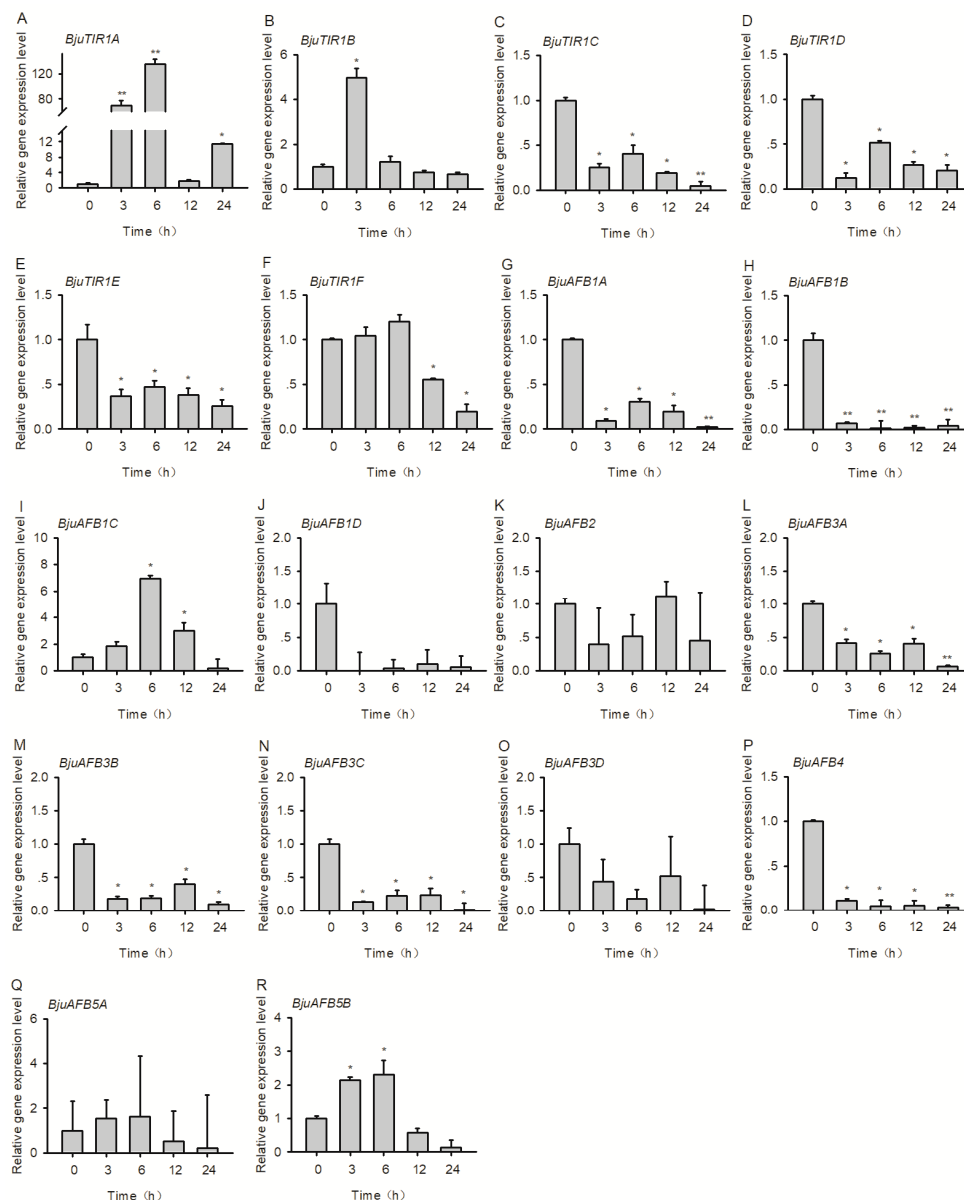 A
BjuTIR1A
Relative gene expression level
120
80
12
8
4
0
** ** *
0 3 6 12 24
Time (h)
B
BjuTIR1B
Relative gene expression level
6
4
2
0
*
0 3 6 12 24
Time (h)
C
BjuTIR1C
Relative gene expression level
1.5
1.0
.5
0.0
* * * **
0 3 6 12 24
Time (h)
D
BjuTIR1D
Relative gene expression level
1.5
1.0
.5
0.0
* * * *
0 3 6 12 24
Time (h)
E
BjuTIR1E
Relative gene expression level
1.5
1.0
.5
0.0
* * * *
0 3 6 12 24
Time (h)
F
BjuTIR1F
Relative gene expression level
1.5
1.0
.5
0.0
* *
0 3 6 12 24
Time (h)
G
BjuAFB1A
Relative gene expression level
1.5
1.0
.5
0.0
* * * **
0 3 6 12 24
Time (h)
H
BjuAFB1B
Relative gene expression level
1.5
1.0
.5
0.0
** ** ** **
0 3 6 12 24
Time (h)
I
BjuAFB1C
Relative gene expression level
10
8
6
4
2
0
* *
0 3 6 12 24
Time (h)
J
BjuAFB1D
Relative gene expression level
2.0
1.5
1.0
.5
0.0
0 3 6 12 24
Time (h)
K
BjuAFB2
Relative gene expression level
2.0
1.5
1.0
.5
0.0
0 3 6 12 24
Time (h)
L
BjuAFB3A
Relative gene expression level
2.0
1.5
1.0
.5
0.0
* * * **
0 3 6 12 24
Time (h)
M
BjuAFB3B
Relative gene expression level
2.0
1.5
1.0
.5
0.0
* * * *
0 3 6 12 24
Time (h)
N
BjuAFB3C
Relative gene expression level
2.0
1.5
1.0
.5
0.0
* * * *
0 3 6 12 24
Time (h)
O
BjuAFB3D
Relative gene expression level
2.0
1.5
1.0
.5
0.0
0 3 6 12 24
Time (h)
P
BjuAFB4
Relative gene expression level
1.5
1.0
.5
0.0
* * * **
0 3 6 12 24
Time (h)
Q
BjuAFB5A
Relative gene expression level
6
4
2
0
0 3 6 12 24
Time (h)
R
BjuAFB5B
Relative gene expression level
4
3
2
1
0
* *
0 3 6 12 24
Time (h)